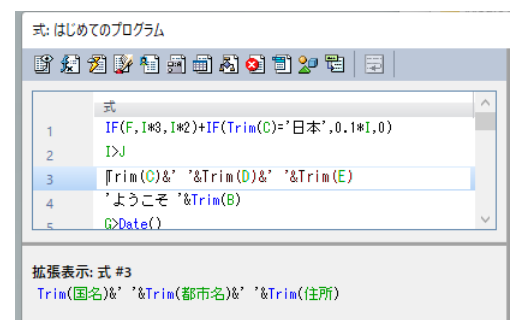 式: はじめてのプログラム
式
1 IF(F,I*3,I*2)+IF(Trim(C)='日本',0.1*I,0)
2 I>J
3 Trim(C)&' '&Trim(D)&' '&Trim(E)
4 'ようこそ '&Trim(B)
5 G>Date()
拡張表示: 式 #3
Trim(国名)&' '&Trim(都市名)&' '&Trim(住所)